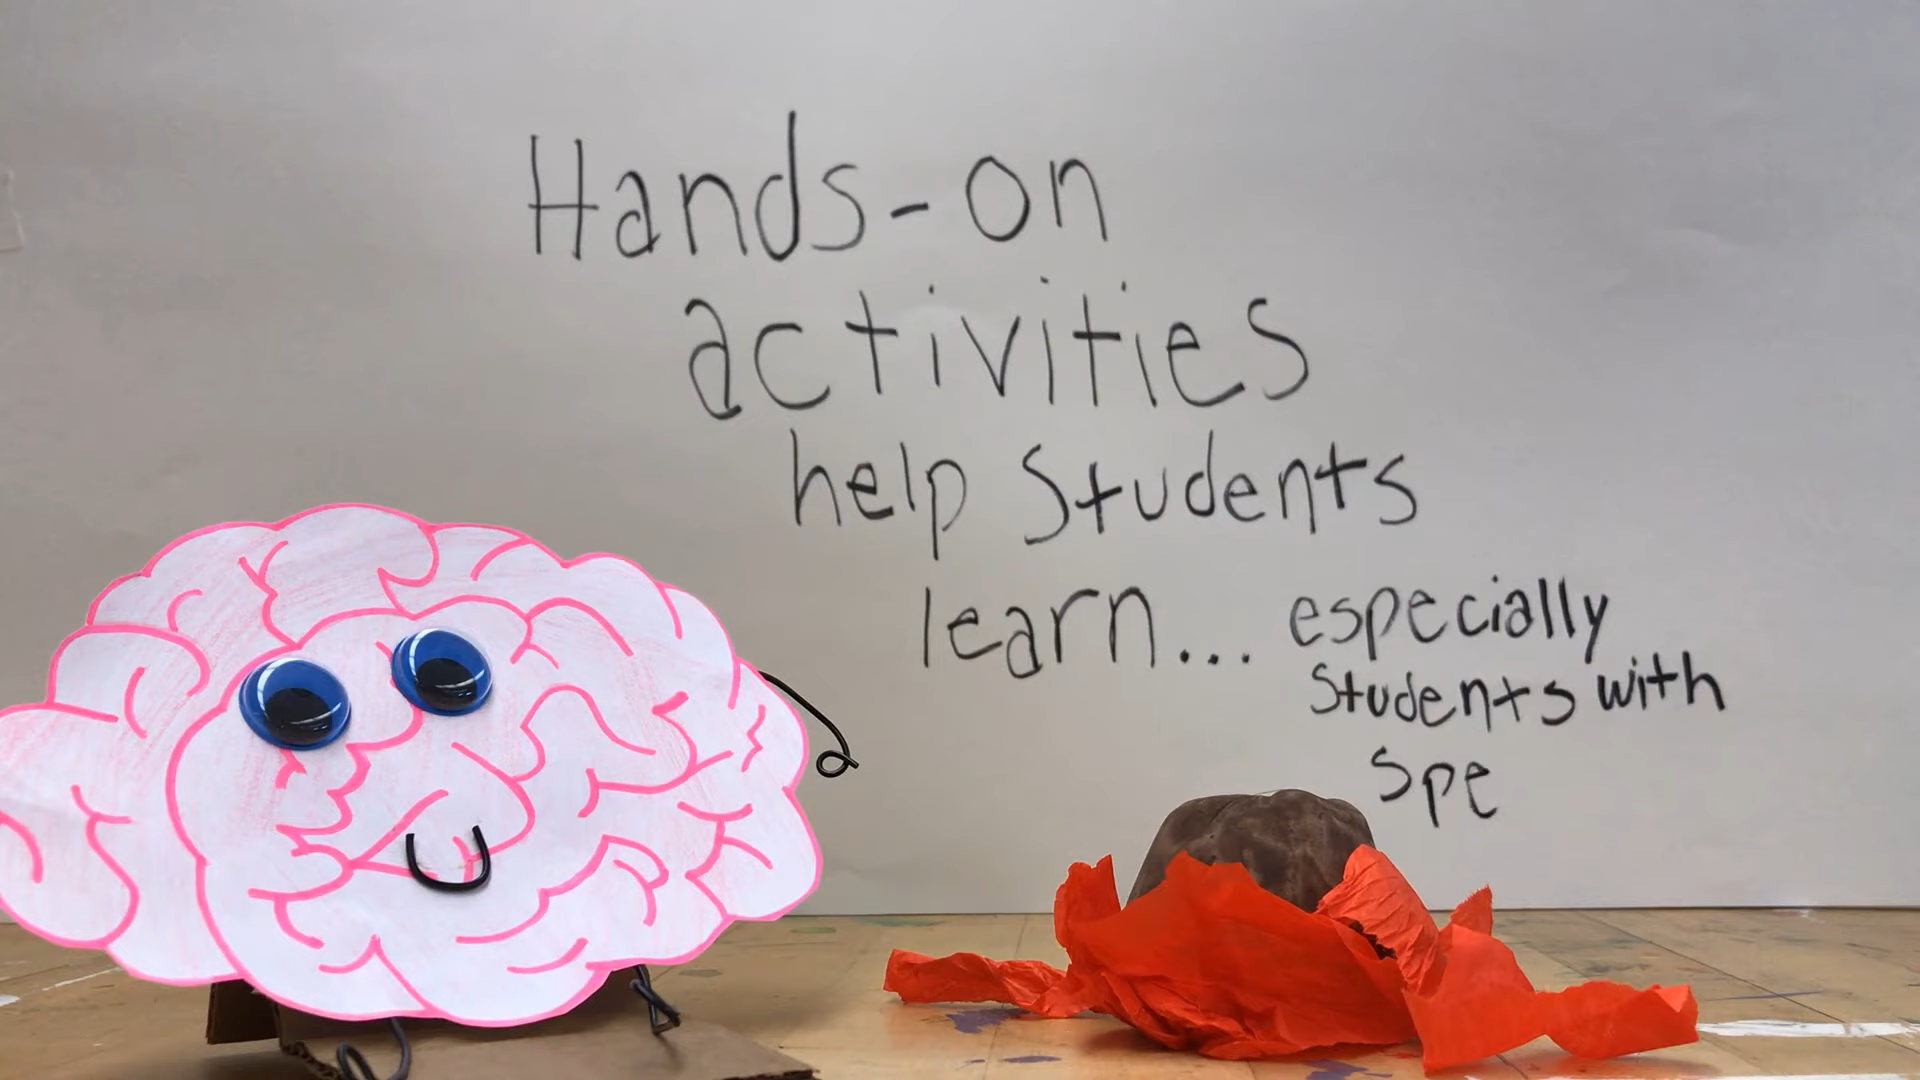 Hands-on
activities
help Students
learn... especially
Students with
Spe